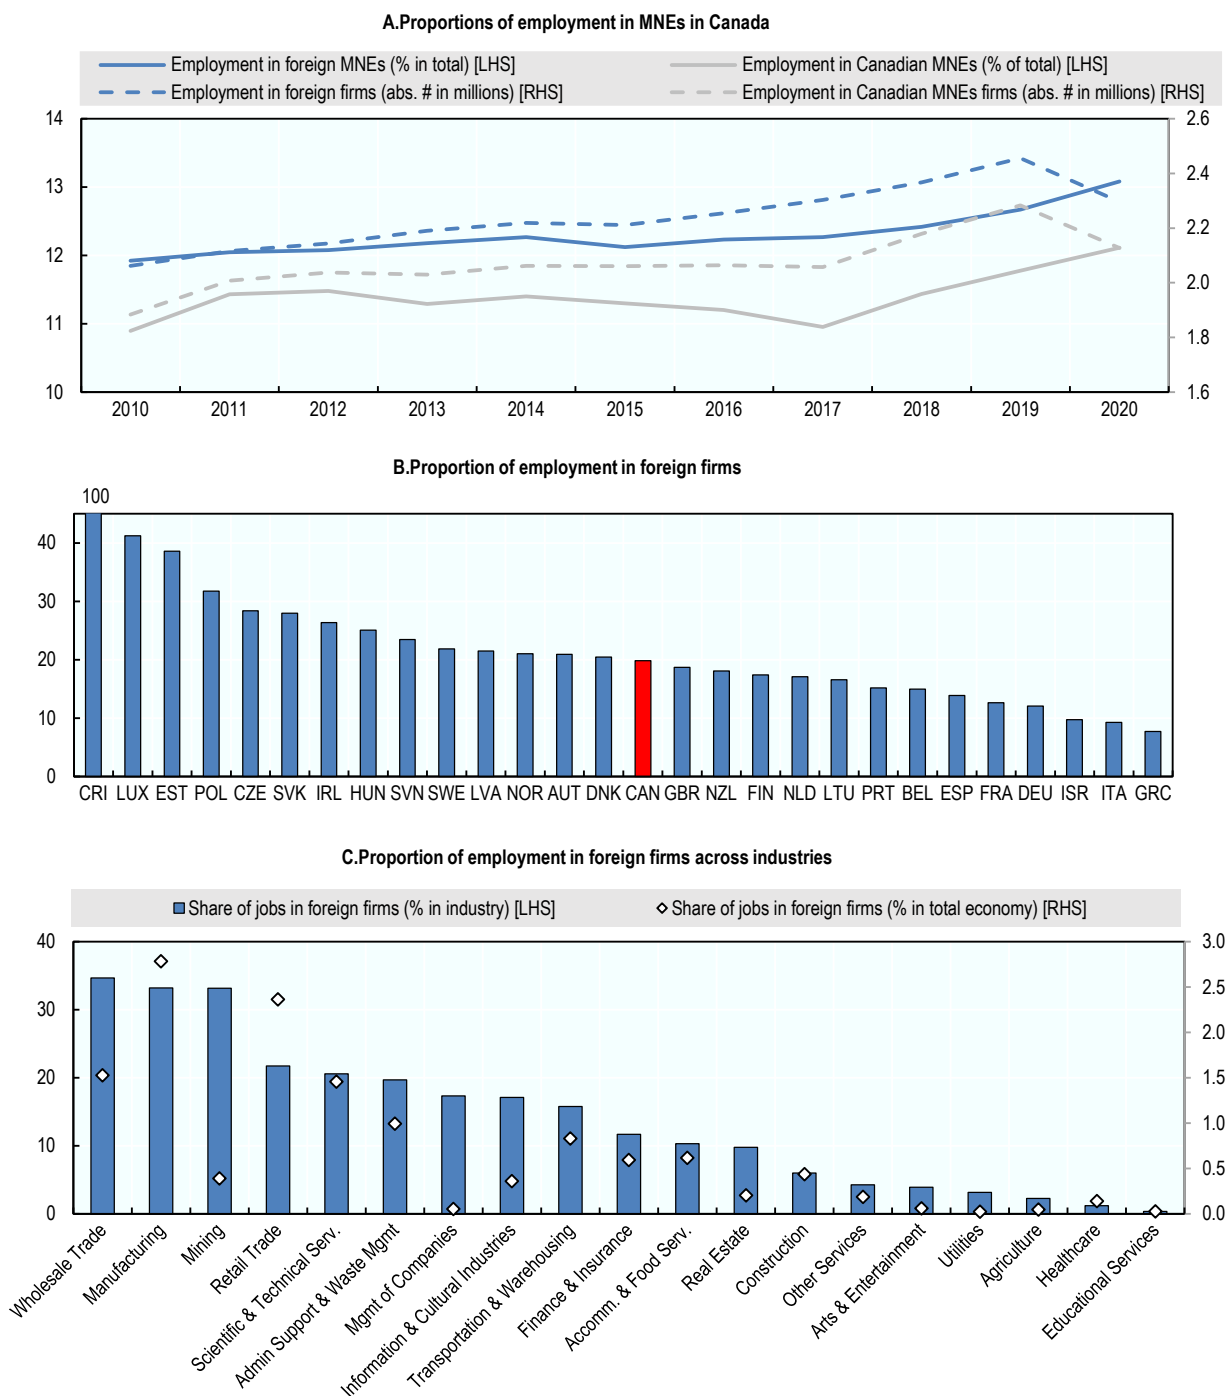 A.Proportions of employment in MNEs in Canada
Employment in foreign MNEs (% in total) [LHS] Employment in Canadian MNEs (% of total) [LHS]
Employment in foreign firms (abs. # in millions) [RHS] Employment in Canadian MNEs firms (abs. # in millions) [RHS]
14 2.6
2.4
13
2.2
12
2.0
11
1.8
10 1.6
2010 2011 2012 2013 2014 2015 2016 2017 2018 2019 2020
B.Proportion of employment in foreign firms
100
40
30
20
10
0
CRI LUX EST POL CZE SVK IRL HUN SVN SWE LVA NOR AUT DNK CAN GBR NZL FIN NLD LTU PRT BEL ESP FRA DEU ISR ITA GRC
C.Proportion of employment in foreign firms across industries
Share of jobs in foreign firms (% in industry) [LHS] Share of jobs in foreign firms (% in total economy) [RHS]
40 3.0
2.5
30
2.0
20 1.5
1.0
10
0.5
0 0.0
Wholesale Trade
Manufacturing
Mining
Retail Trade
Scientific & Technical Serv.
Admin Support & Waste Mgmt
Mgmt of Companies
Information & Cultural Industries
Transportation & Warehousing
Finance & Insurance
Accomm. & Food Serv.
Real Estate
Construction
Other Services
Arts & Entertainment
Utilities
Agriculture
Healthcare
Educational Services